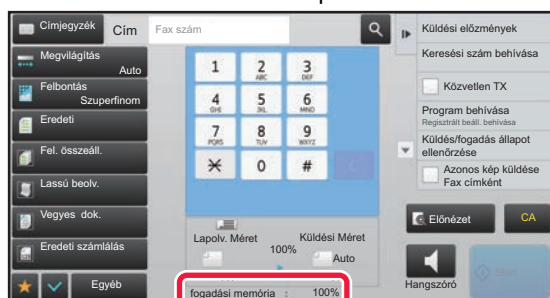 Címjegyzék
Cím
Fax szám
Küldési előzmények
Megvilágítás
Auto
Keresési szám behívása
Felbontás
Szuperfinom
Közvetlen TX
Eredeti
Program behívása
Regisztrált beáll. behívása
Fel. összeáll.
Küldés/fogadás állapot
ellenőrzése
Lassú beolv.
Azonos kép küldése
Fax címként
1
2
ABC
3
DEF
4
GHI
5
JKL
6
MNO
7
PQRS
8
TUV
9
WXYZ
0
#
Vegyes dok.
Előnézet
CA
Eredeti számlálás
Lapolv. Méret
100%
Küldési Méret
Auto
Egyéb
Hangszóró
Start
fogadási memória : 100%